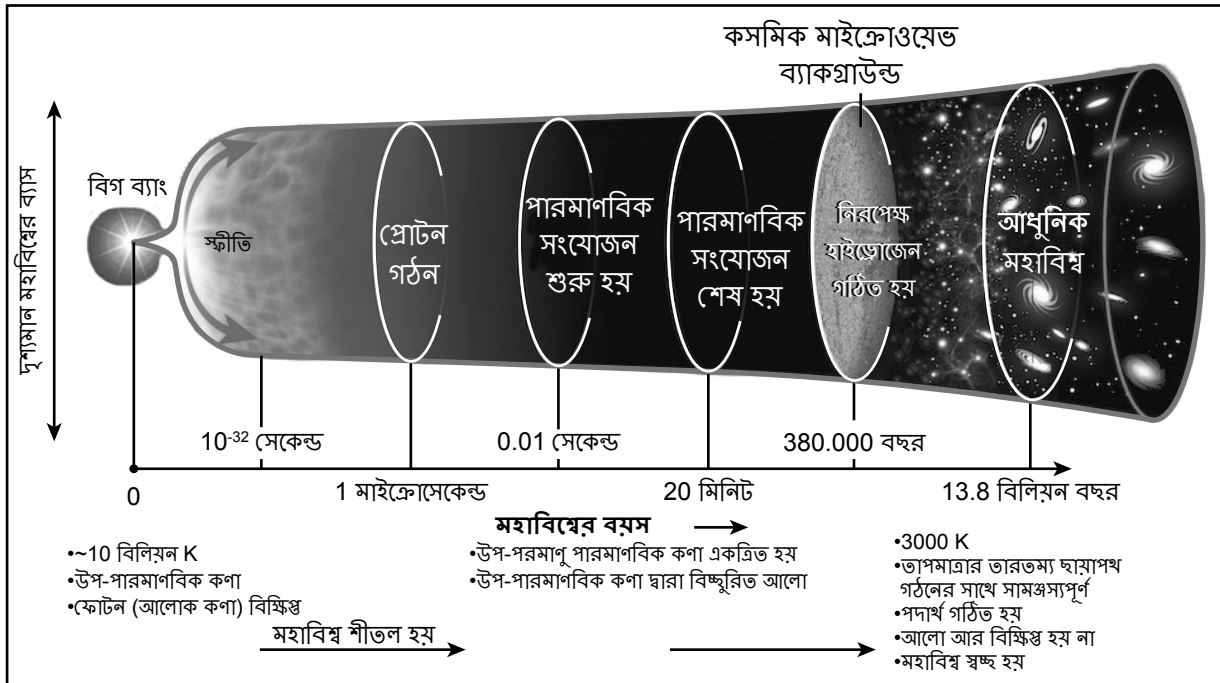 কসমিক মাইক্রোওয়েভ
ব্যাকগ্রাউন্ড
দৃশ্যমান মহাবিশ্বের ব্যাস
বিগ ব্যাং
স্ফীতি
প্রোটন
গঠন
পারমাণবিক
সংযোজন
শুরু হয়
পারমাণবিক
সংযোজন
শেষ হয়
নিরপেক্ষ
হাইড্রোজেন
গঠিত হয়
আধুনিক
মহাবিশ্ব
0
10⁻³² সেকেন্ড
1 মাইক্রোসেকেন্ড
0.01 সেকেন্ড
20 মিনিট
380.000 বছর
13.8 বিলিয়ন বছর
মহাবিশ্বের বয়স
•~10 বিলিয়ন K
•উপ-পারমাণবিক কণা
•ফোটন (আলোক কণা) বিক্ষিপ্ত
•উপ-পরমাণু পারমাণবিক কণা একত্রিত হয়
•উপ-পারমাণবিক কণা দ্বারা বিচ্ছুরিত আলো
•3000 K
•তাপমাত্রার তারতম্য ছায়াপথ
গঠনের সাথে সামঞ্জস্যপূর্ণ
•পদার্থ গঠিত হয়
•আলো আর বিক্ষিপ্ত হয় না
•মহাবিশ্ব স্বচ্ছ হয়
মহাবিশ্ব শীতল হয়